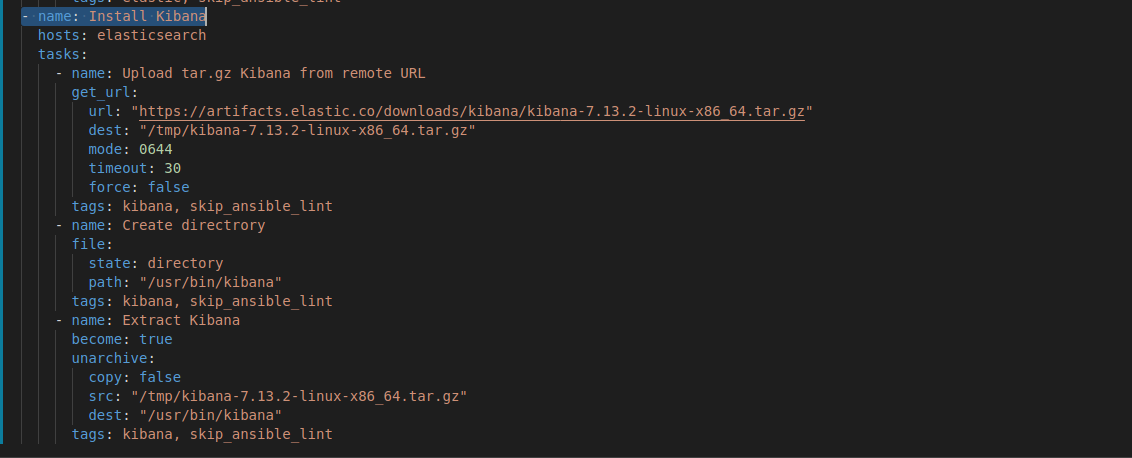 tags: elastic, skip_ansible_lint
- name: Install Kibana
  hosts: elasticsearch
  tasks:
    - name: Upload tar.gz Kibana from remote URL
      get_url:
        url: "https://artifacts.elastic.co/downloads/kibana/kibana-7.13.2-linux-x86_64.tar.gz"
        dest: "/tmp/kibana-7.13.2-linux-x86_64.tar.gz"
        mode: 0644
        timeout: 30
        force: false
      tags: kibana, skip_ansible_lint
    - name: Create directrory
      file:
        state: directory
        path: "/usr/bin/kibana"
      tags: kibana, skip_ansible_lint
    - name: Extract Kibana
      become: true
      unarchive:
        copy: false
        src: "/tmp/kibana-7.13.2-linux-x86_64.tar.gz"
        dest: "/usr/bin/kibana"
      tags: kibana, skip_ansible_lint